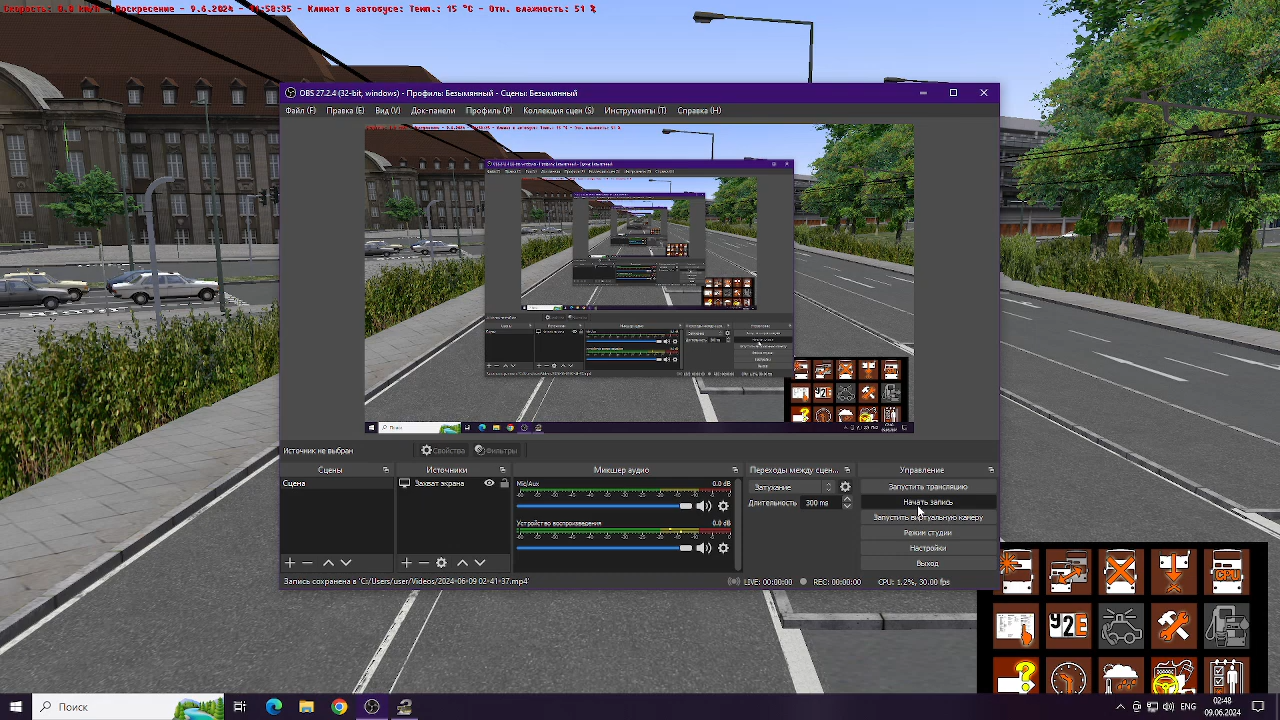 Скорость: 0.0 km/h - Воскресение - 9.6.2024 - 11:58:35 - Климат в автобусе: Темп.: 15 °C - Отн. влажность: 51 %
OBS 27.2.4 (32-bit, windows) - Профиль: Безымянный - Сцены: Безымянный
Файл (F) Правка (E) Вид (V) Док-панели Профиль (P) Коллекция сцен (S) Инструменты (T) Справка (H)
Источник не выбран Свойства Фильтры
Сцены Источники Микшер аудио Переходы между сцен... Управление
Сцена Захват экрана Mic/Aux 0.0 dB Затухание Запустить трансляцию
Длительность 300 ms Начать запись
Устройство воспроизведения 0.0 dB Запустить виртуальную камеру
Режим студии
Настройки
Выход
Запись сохранена в 'C:/Users/user/Videos/2024-06-09 02-41-37.mp4' LIVE: 00:00:00 REC: 00:00:00 CPU: 1.2%, 30.00 fps
CPU
92E
Поиск 02:48
09.06.2024